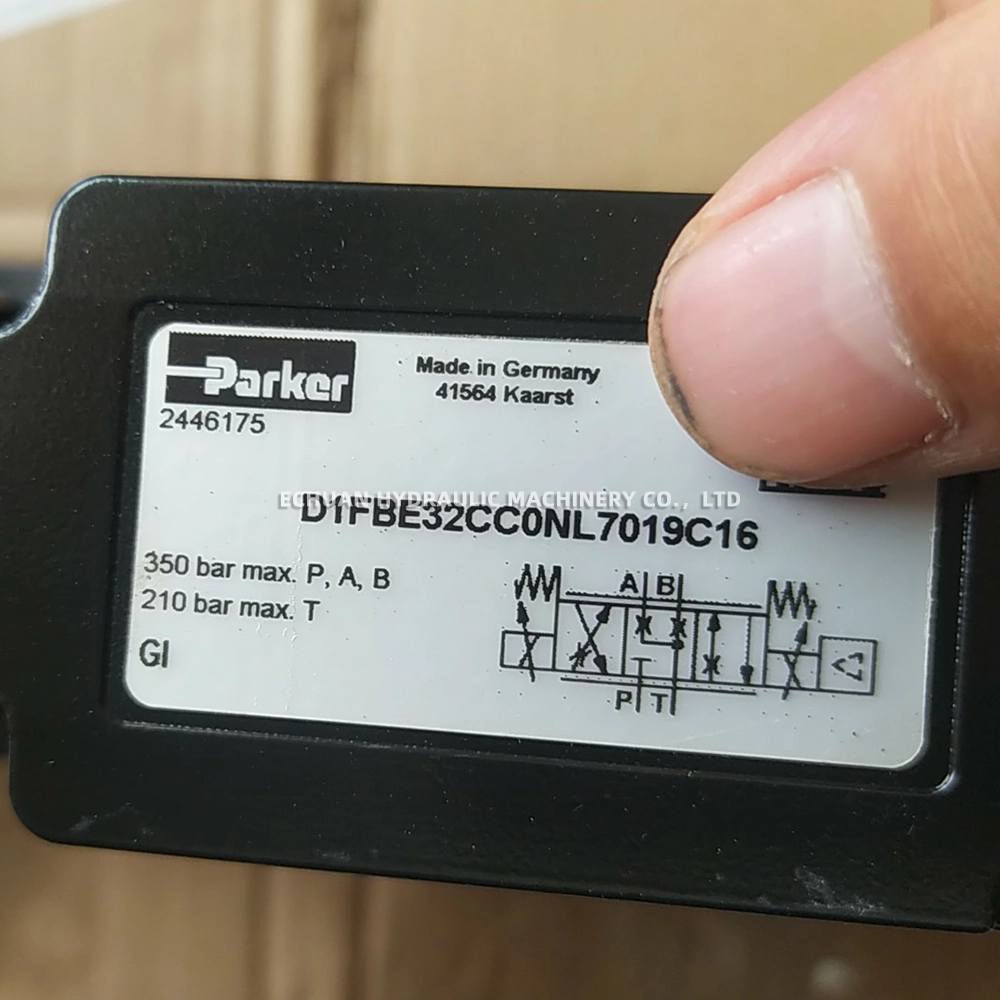 Parker
2446175
Made in Germany
41564 Kaarst
ECHUAN HYDRAULIC MACHINERY CO., LTD
D1FBE32CC0NL7019C16
350 bar max. P, A, B
210 bar max. T
GI
A B
P T